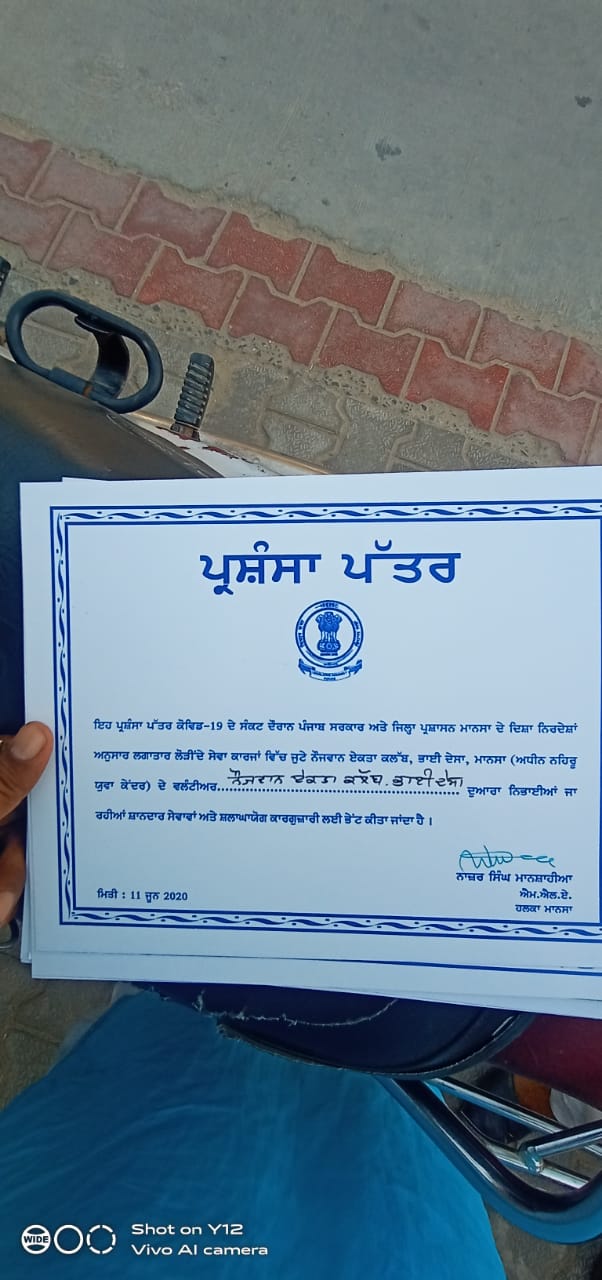 ਪ੍ਰਸ਼ੰਸਾ ਪੱਤਰ
ਇਹ ਪ੍ਰਸ਼ੰਸਾ ਪੱਤਰ ਕੋਵਿਡ-19 ਦੇ ਸੰਕਟ ਦੌਰਾਨ ਪੰਜਾਬ ਸਰਕਾਰ ਅਤੇ ਜਿਲ੍ਹਾ ਪ੍ਰਸ਼ਾਸਨ ਮਾਨਸਾ ਦੇ ਦਿਸ਼ਾ ਨਿਰਦੇਸ਼ਾਂ
ਅਨੁਸਾਰ ਲਗਾਤਾਰ ਲੋੜੀਂਦੇ ਸੇਵਾ ਕਾਰਜਾਂ ਵਿੱਚ ਜੁਟੇ ਨੌਜਵਾਨ ਏਕਤਾ ਕਲੱਬ, ਭਾਈ ਦੇਸਾ, ਮਾਨਸਾ (ਅਧੀਨ ਨਹਿਰੂ
ਯੁਵਾ ਕੇਂਦਰ) ਦੇ ਵਲੰਟੀਅਰ ਨੌਜਵਾਨ ਏਕਤਾ ਕਲੱਬ. ਭਾਈ ਦੇਸਾ ਦੁਆਰਾ ਨਿਭਾਈਆਂ ਜਾ
ਰਹੀਆਂ ਸ਼ਾਨਦਾਰ ਸੇਵਾਵਾਂ ਅਤੇ ਸ਼ਲਾਘਾਯੋਗ ਕਾਰਗੁਜ਼ਾਰੀ ਲਈ ਭੇਂਟ ਕੀਤਾ ਜਾਂਦਾ ਹੈ।
ਨਾਜ਼ਰ ਸਿੰਘ ਮਾਨਸ਼ਾਹੀਆ
ਐਮ.ਐਲ.ਏ.
ਹਲਕਾ ਮਾਨਸਾ
ਮਿਤੀ : 11 ਜੂਨ 2020
WIDE
Shot on Y12
Vivo AI camera